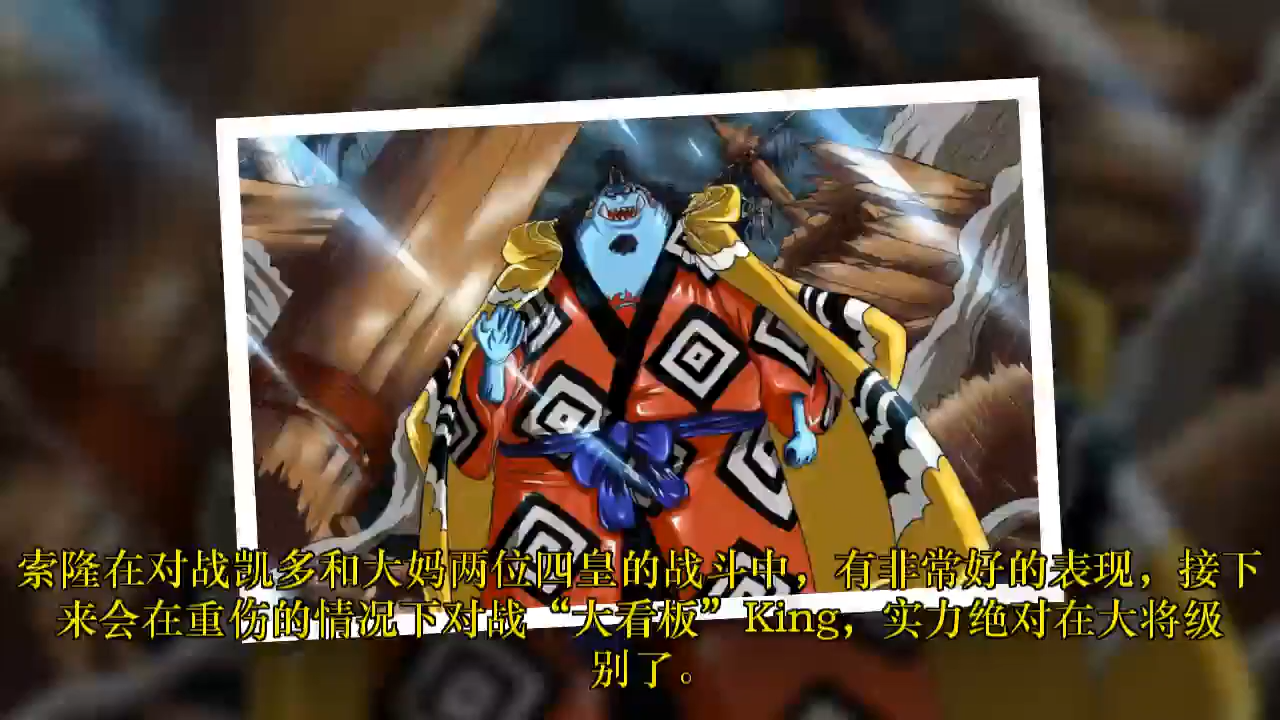 索隆在对战凯多和大妈两位四皇的战斗中，有非常好的表现，接下
来会在重伤的情况下对战“大看板”King，实力绝对在大将级
别了。